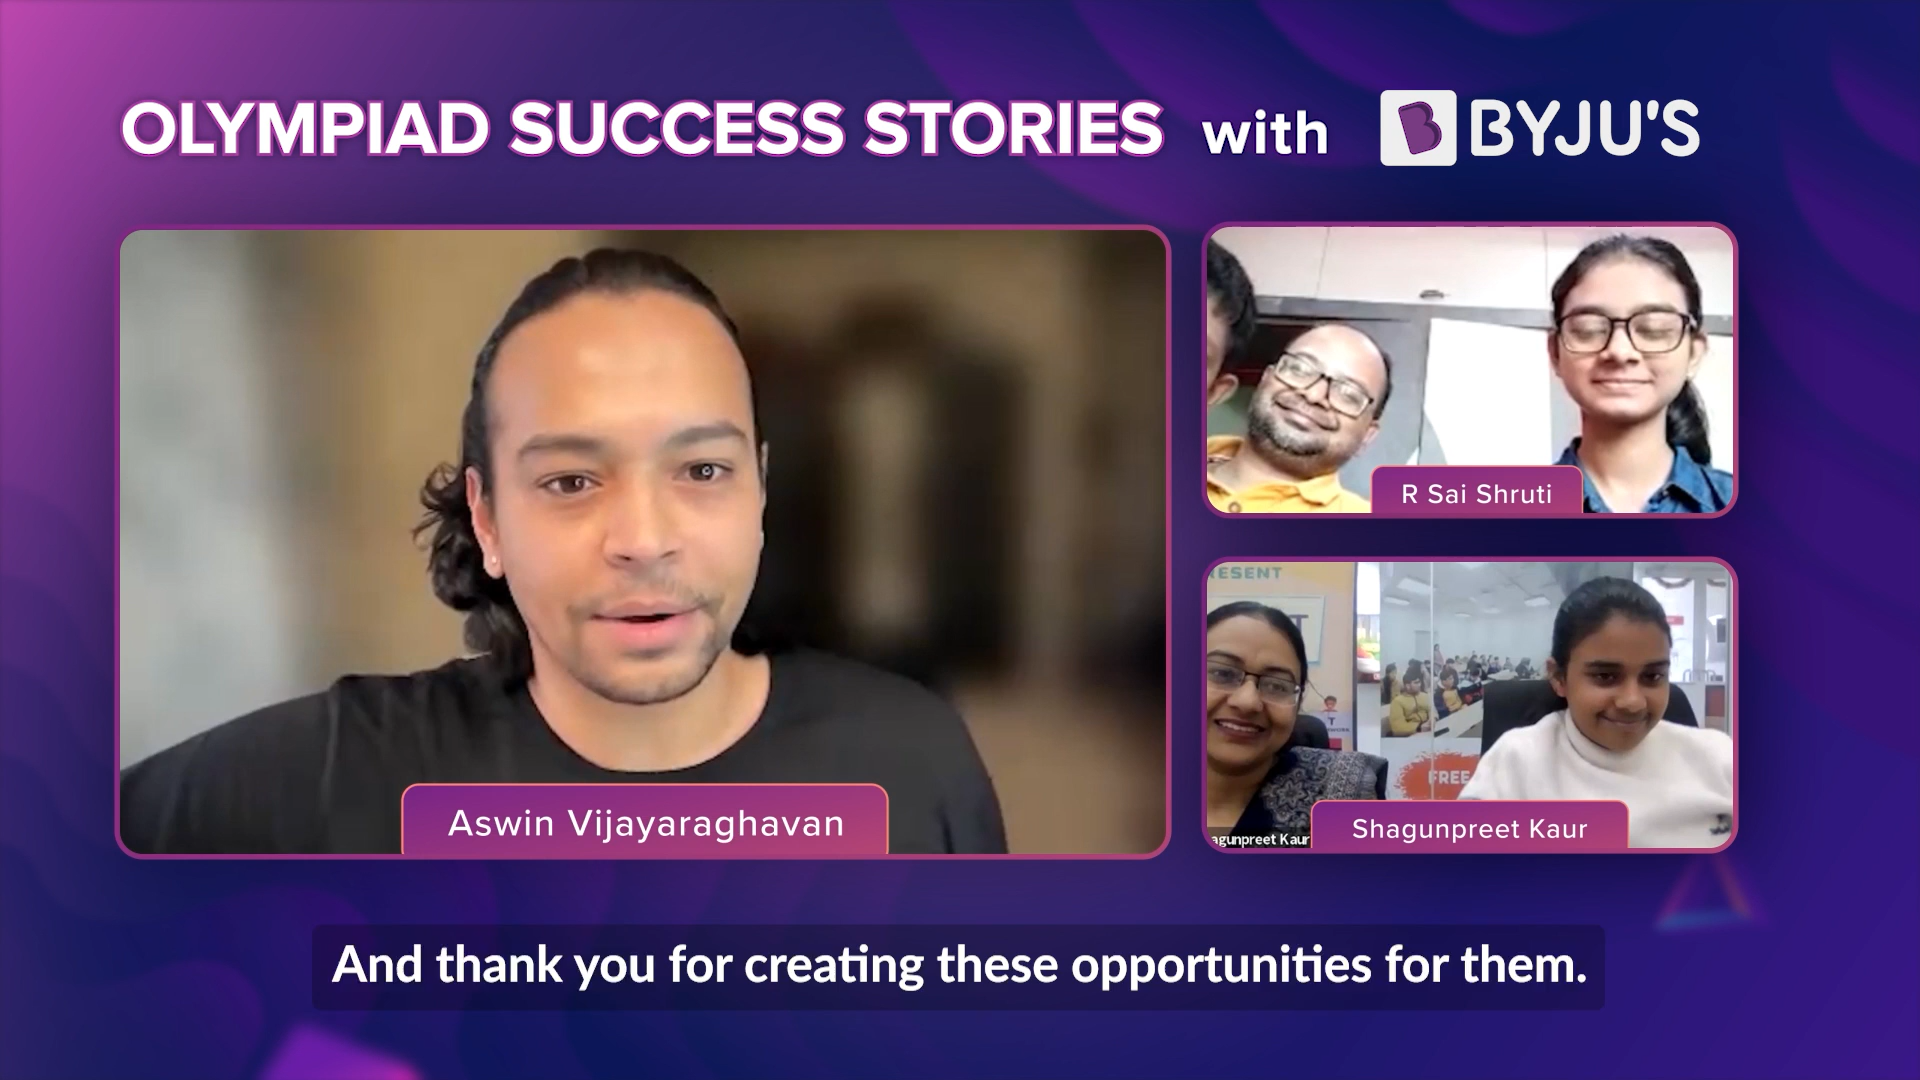 OLYMPIAD SUCCESS STORIES with BYJU'S
Aswin Vijayaraghavan
R Sai Shruti
RESENT
T
T
FREE
agunpreet Kaur
Shagunpreet Kaur
And thank you for creating these opportunities for them.